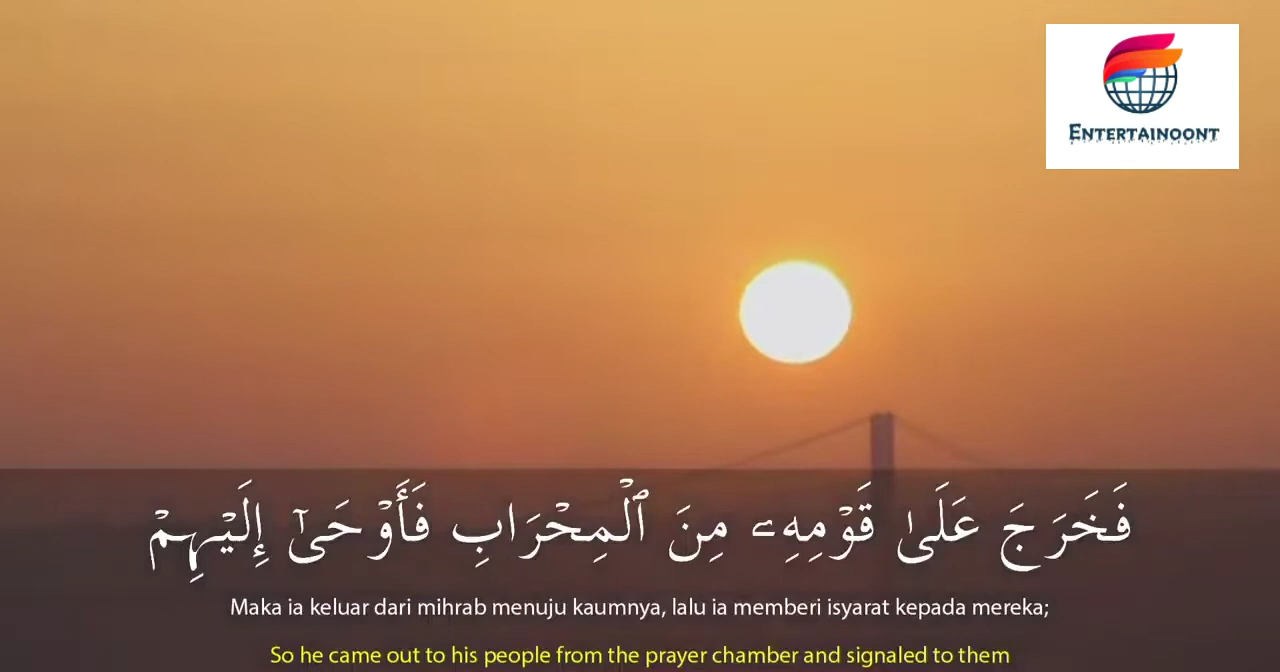 ENTERTAINOONT
فَخَرَجَ عَلَىٰ قَوْمِهِۦ مِنَ ٱلْمِحْرَابِ فَأَوْحَىٰٓ إِلَيْهِمْ
Maka ia keluar dari mihrab menuju kaumnya, lalu ia memberi isyarat kepada mereka;
So he came out to his people from the prayer chamber and signaled to them